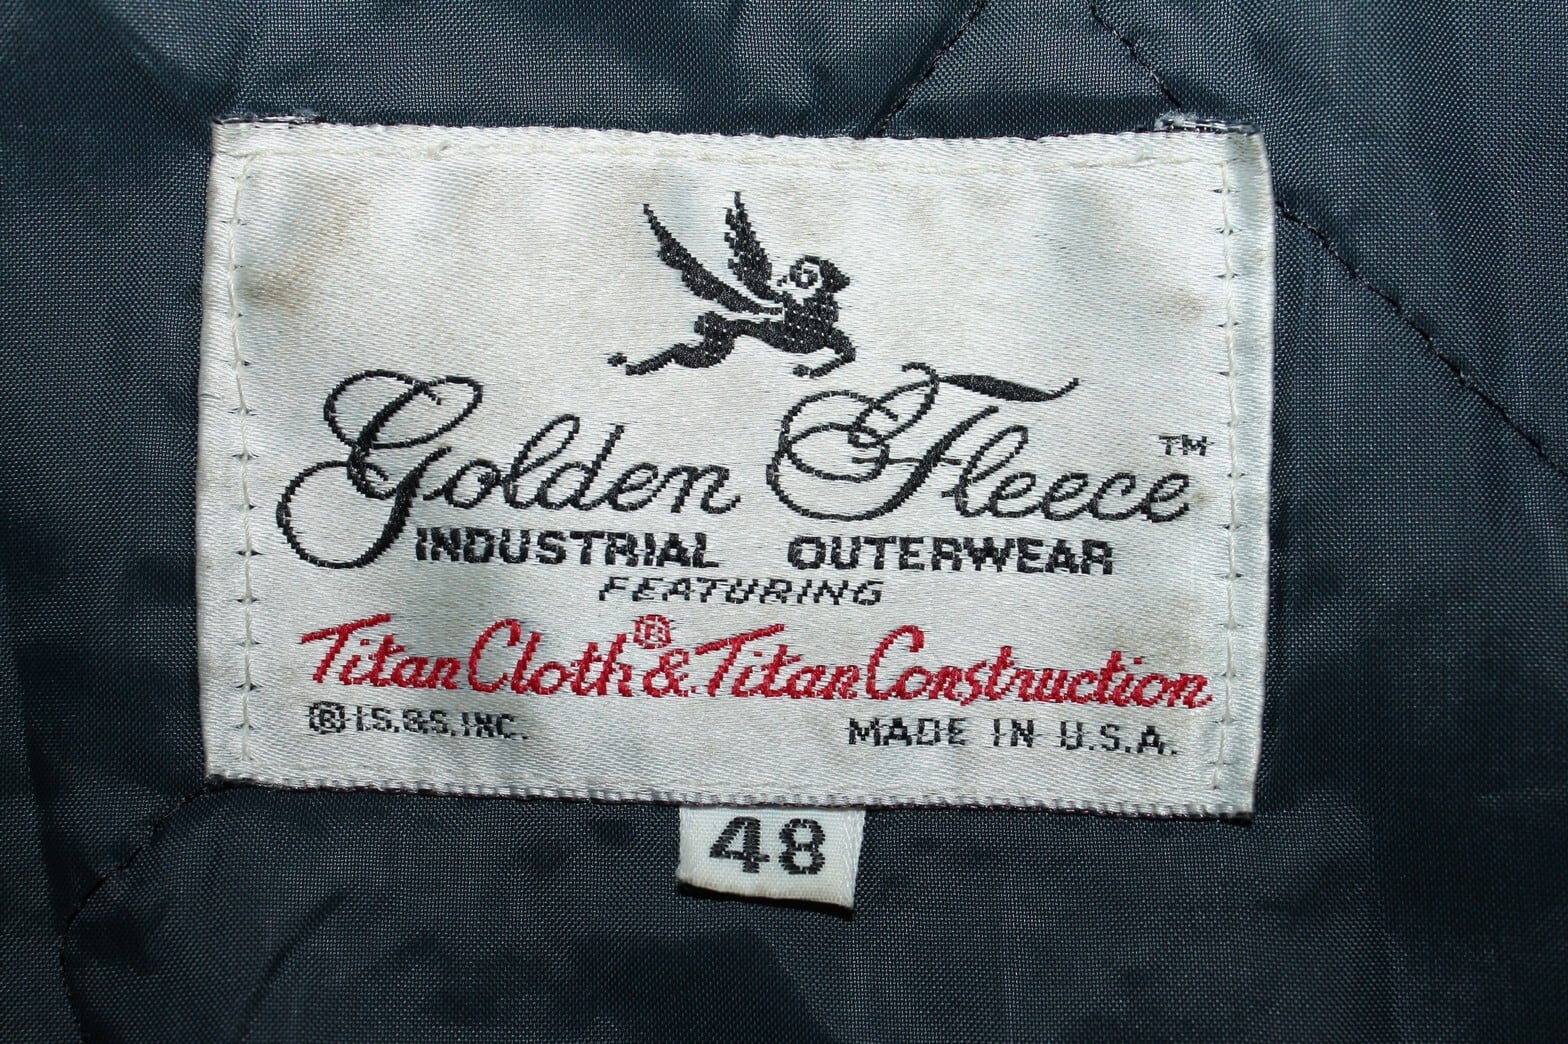 Golden Fleece™
INDUSTRIAL OUTERWEAR
FEATURING
Titan Cloth® & Titan Construction
® I.S.&S. INC. MADE IN U.S.A.
48